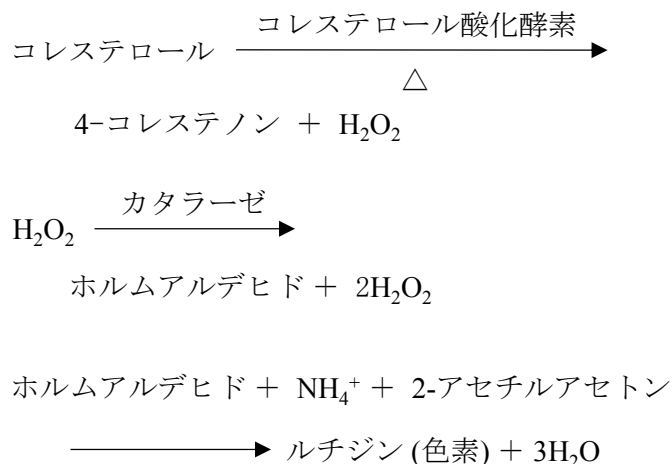 コレステロール酸化酵素
コレステロール
△
4-コレステノン + H₂O₂
カタラーゼ
H₂O₂
ホルムアルデヒド + 2H₂O₂
ホルムアルデヒド + NH₄⁺ + 2-アセチルアセトン
ルチジン (色素) + 3H₂O